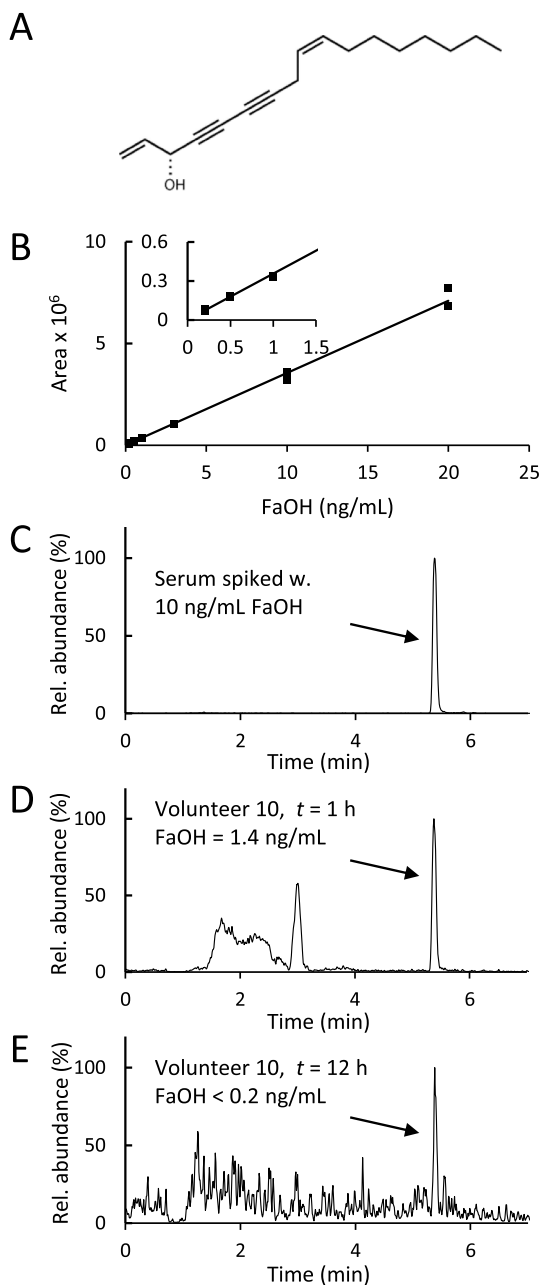 A
OH
B
10
5
0
Area x 10⁶
0.6
0.3
0
0 0.5 1 1.5
0 5 10 15 20 25
FaOH (ng/mL)
C
Rel. abundance (%)
100
50
0
Serum spiked w.
10 ng/mL FaOH
0 2 4 6
Time (min)
D
Rel. abundance (%)
100
50
0
Volunteer 10, t = 1 h
FaOH = 1.4 ng/mL
0 2 4 6
Time (min)
E
Rel. abundance (%)
100
50
0
Volunteer 10, t = 12 h
FaOH < 0.2 ng/mL
0 2 4 6
Time (min)